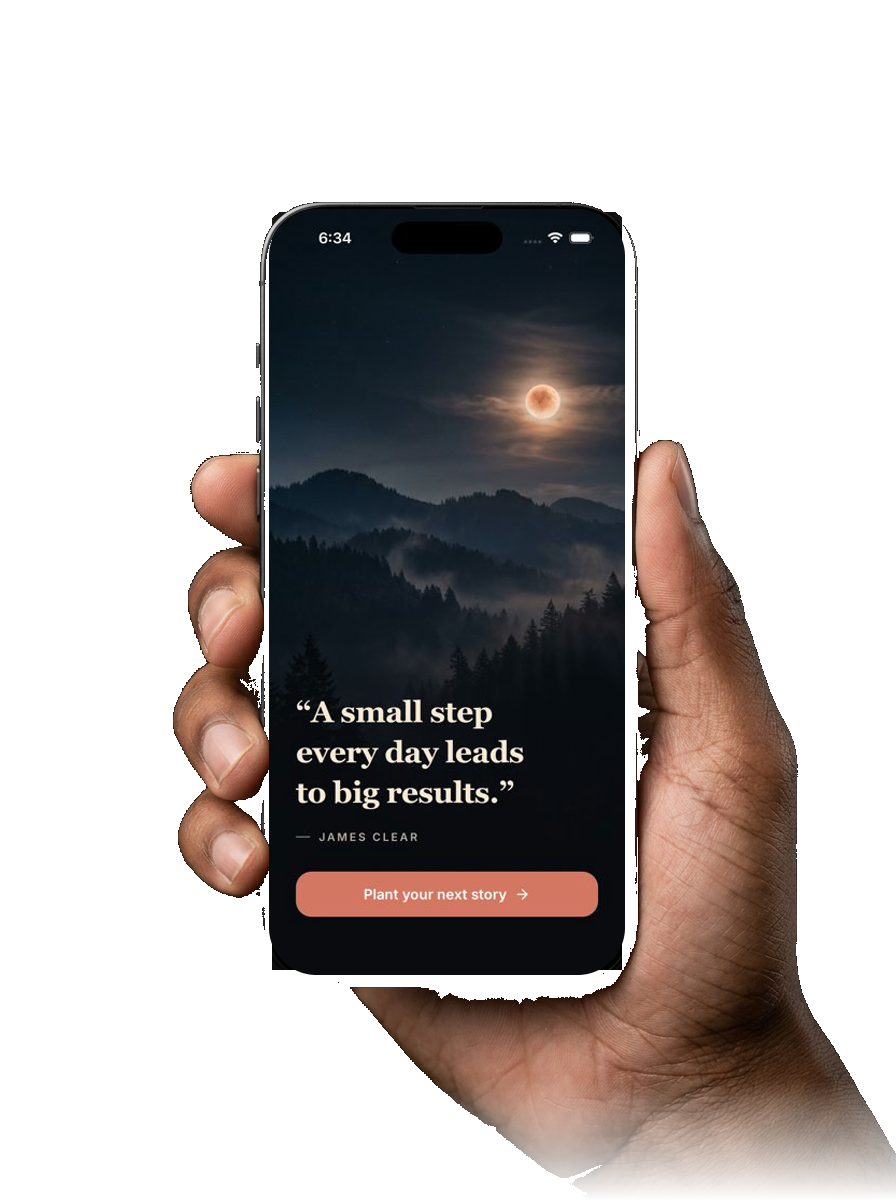 6:34
“A small step
every day leads
to big results.”
— JAMES CLEAR
Plant your next story →